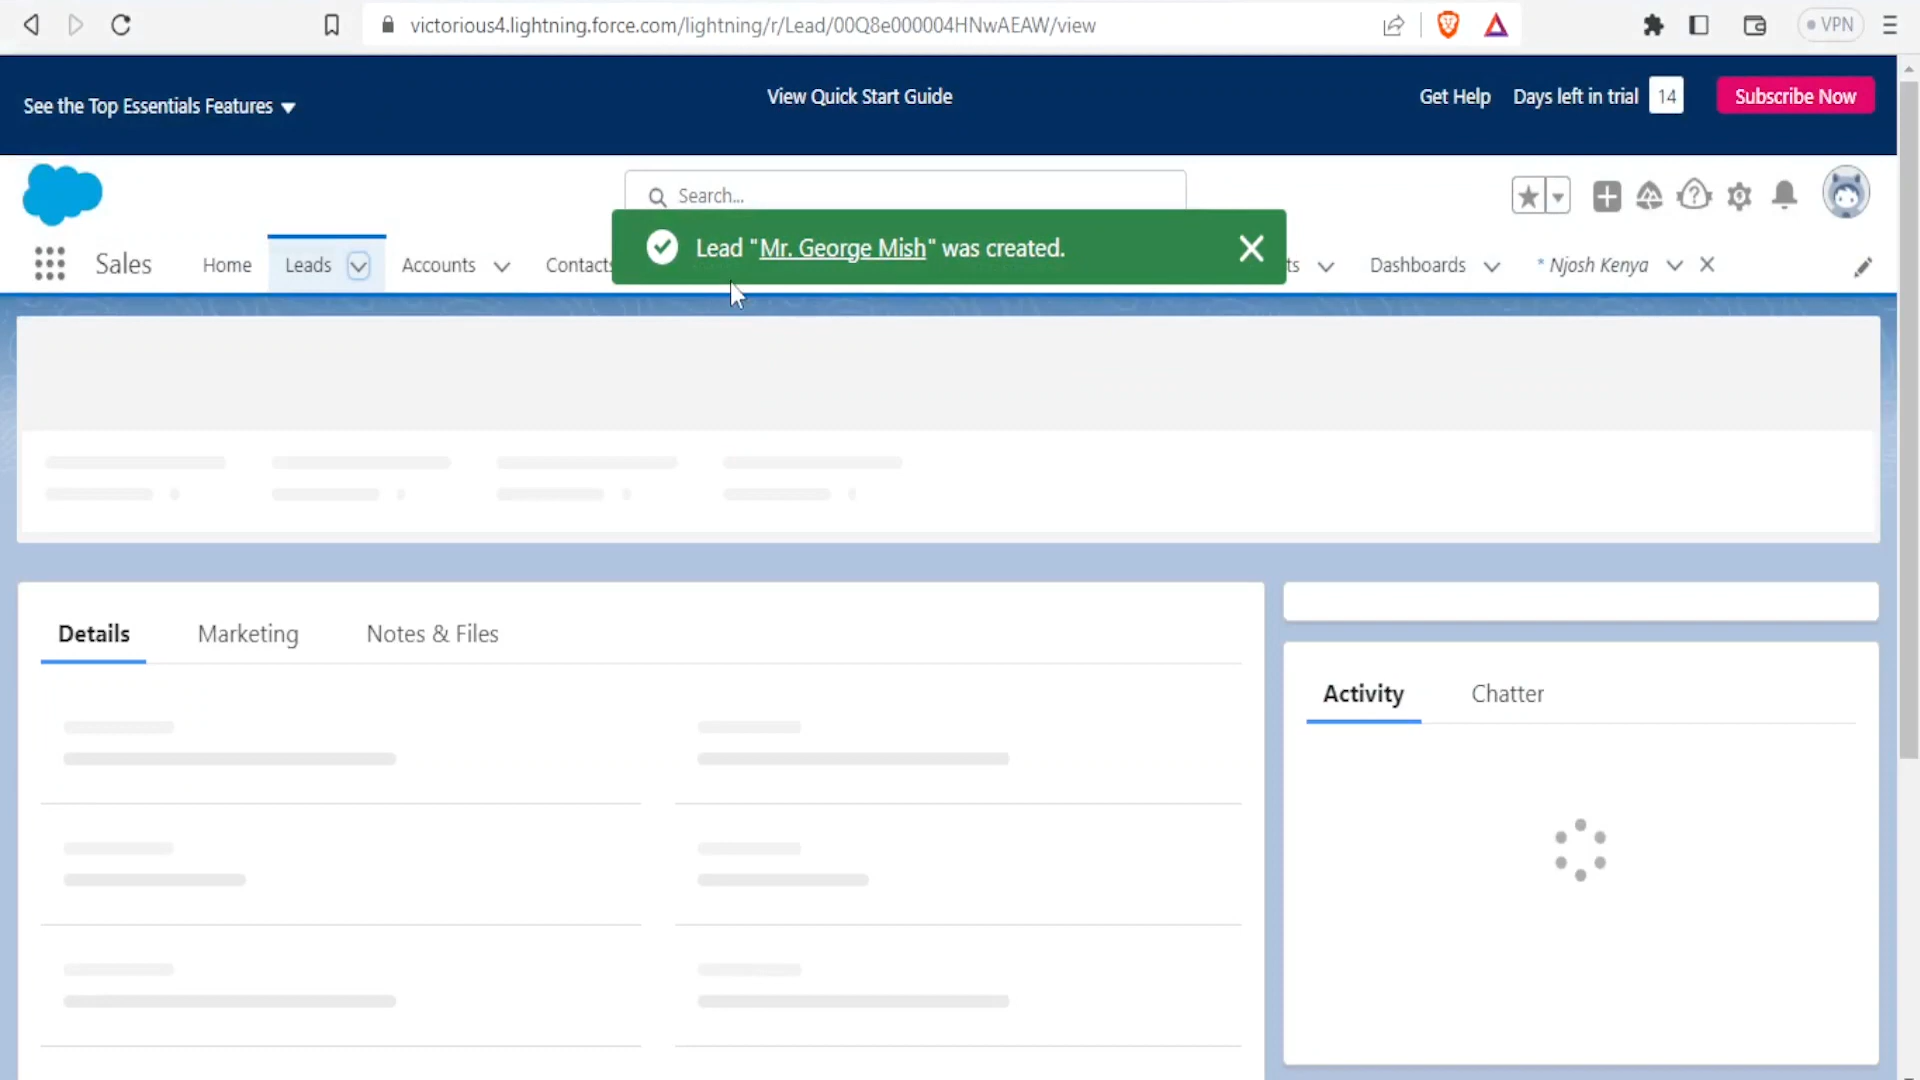 victorious4.lightning.force.com/lightning/r/Lead/00Q8e000004HNwAEAW/view
VPN
See the Top Essentials Features
View Quick Start Guide
Get Help
Days left in trial
14
Subscribe Now
Search...
Lead "Mr. George Mish" was created.
Sales
Home
Leads
Accounts
Contacts
ts
Dashboards
* Njosh Kenya
Details
Marketing
Notes & Files
Activity
Chatter